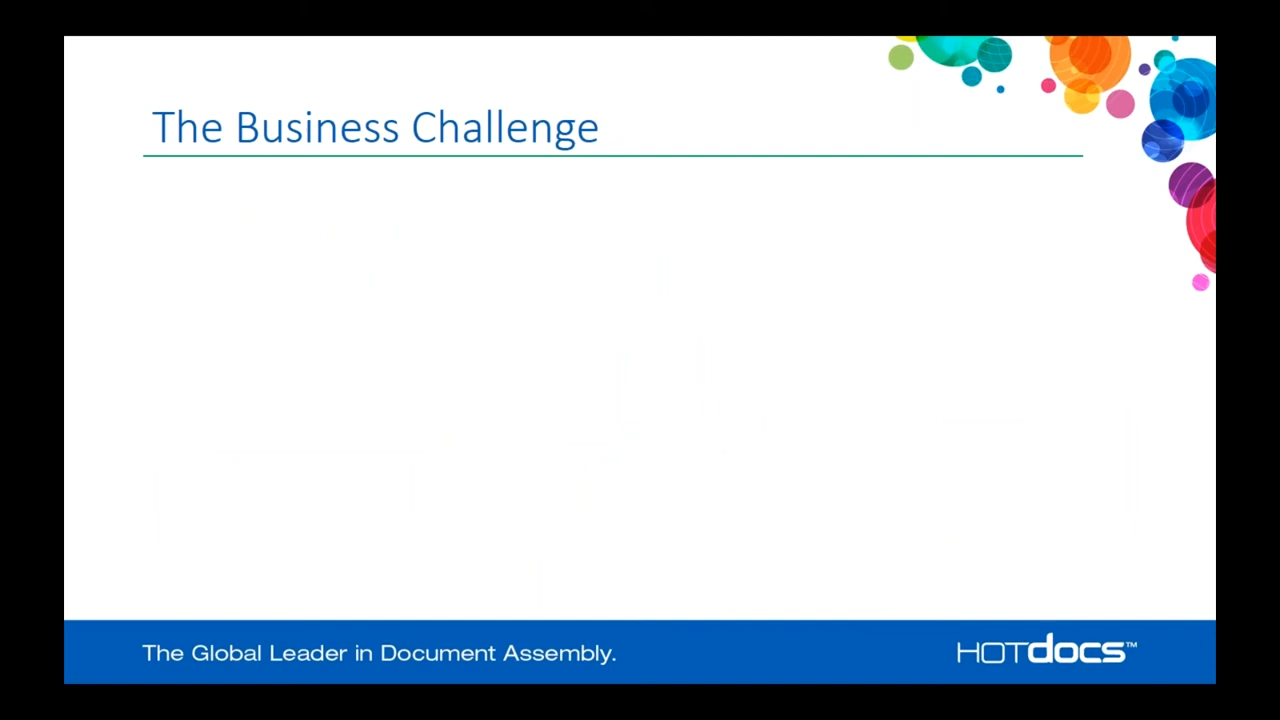 The Business Challenge
The Global Leader in Document Assembly.
HOTdocs™